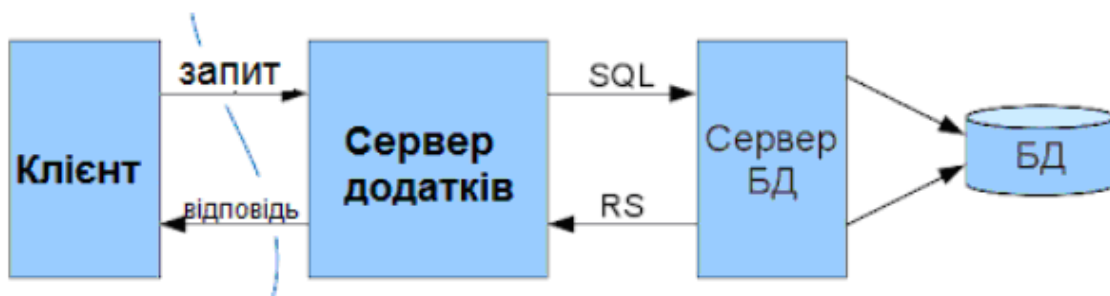 запит
Клієнт
відповідь
Сервер
додатків
SQL
RS
Сервер
БД
БД